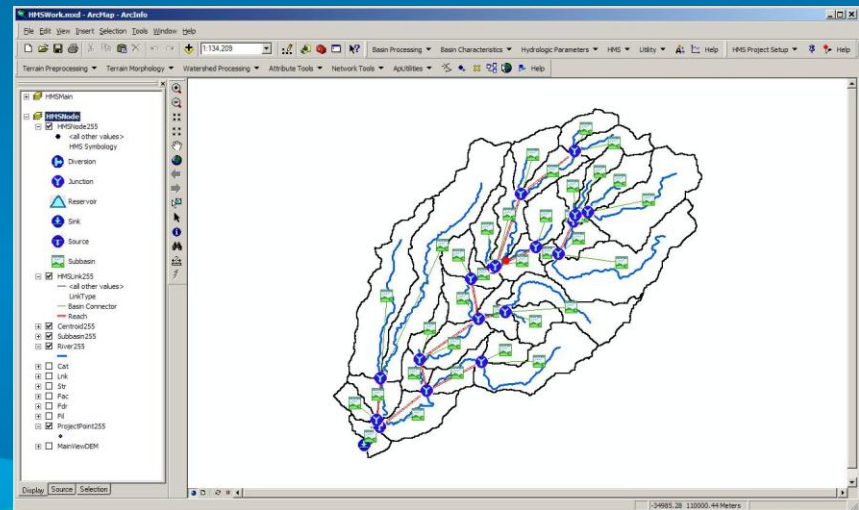 HMSWork.mxd - ArcMap - ArcInfo
File Edit View Insert Selection Tools Window Help
1:134,209 Basin Processing Basin Characteristics Hydrologic Parameters HMS Utility Help HMS Project Setup Help
Terrain Preprocessing Terrain Morphology Watershed Processing Attribute Tools Network Tools ApUtilities Help
HMSMain
HMSNode
HMSNode255
<all other values>
HMS Symbology
Diversion
Junction
Reservoir
Sink
Source
Subbasin
HMSLink255
<all other values>
LinkType
Basin Connector
Reach
Centroid255
Subbasin255
River255
Cat
Lnk
Str
Fac
Fdr
Fil
ProjectPoint255
MainViewDEM
Display Source Selection
-34985.28 110000.44 Meters